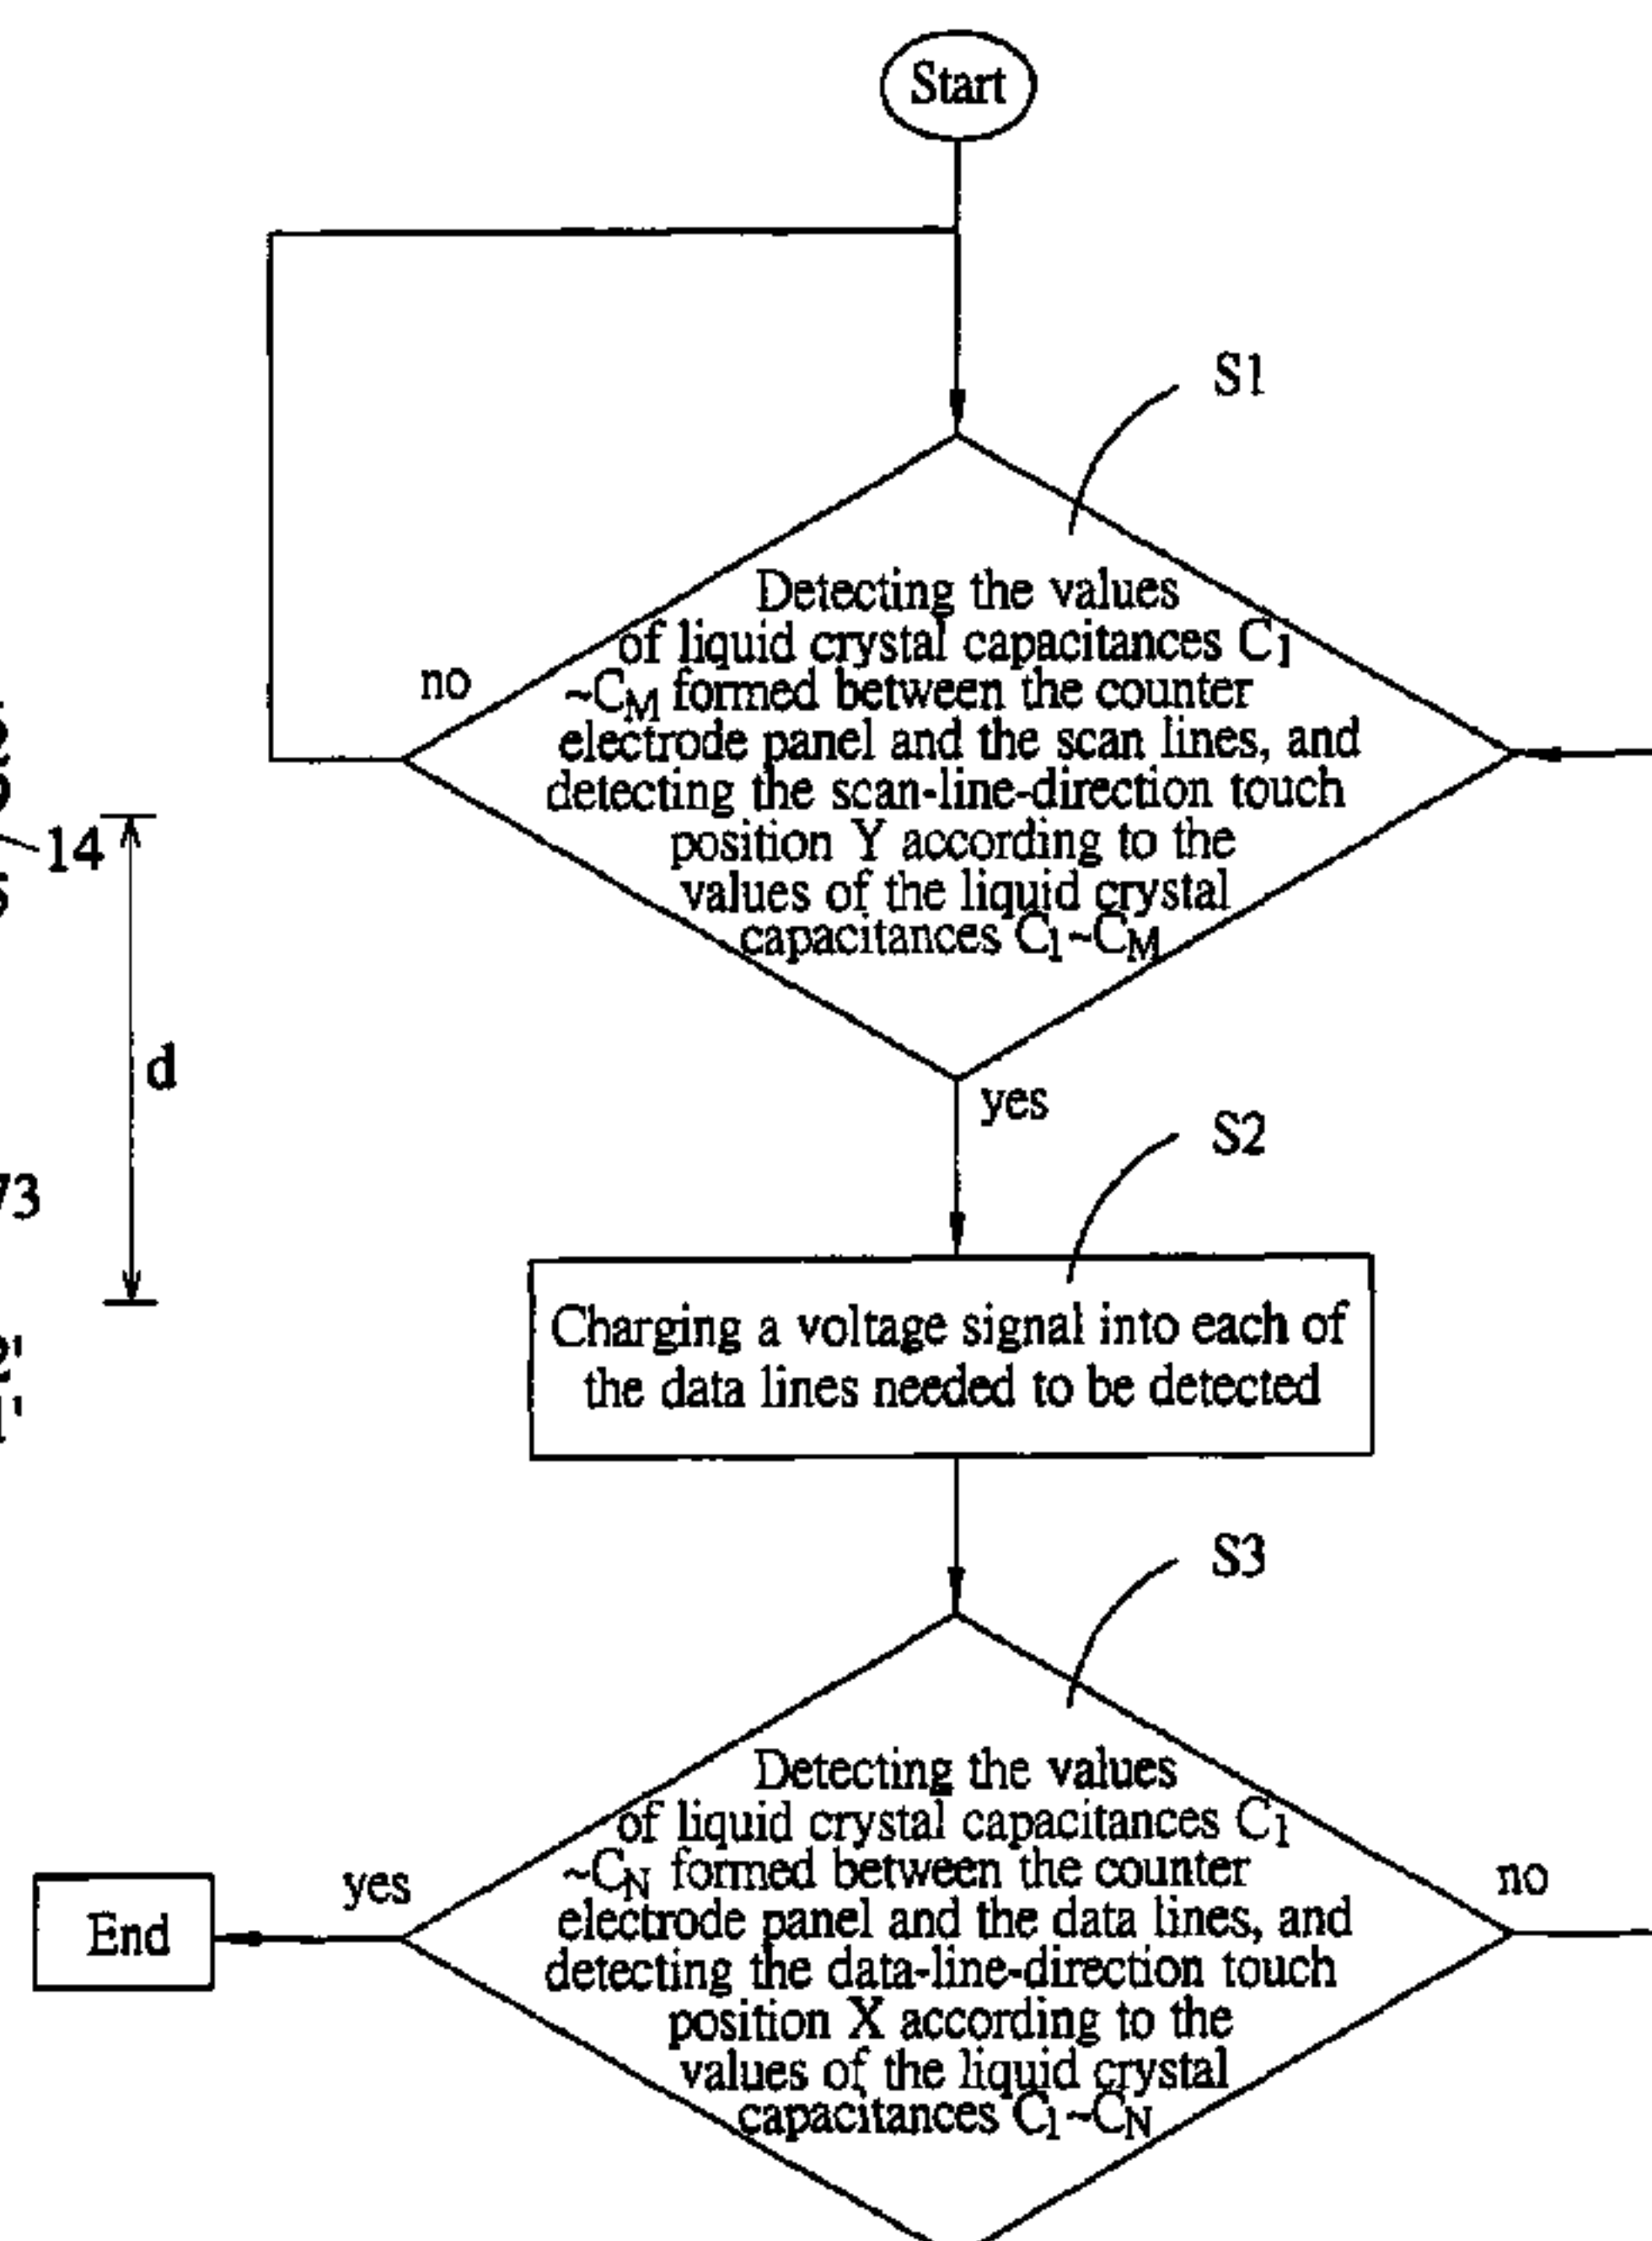 Start
S1
Detecting the values
of liquid crystal capacitances C1
~CM formed between the counter
electrode panel and the scan lines, and
detecting the scan-line-direction touch
position Y according to the
values of the liquid crystal
capacitances C1~CM
no
14
d
yes
S2
Charging a voltage signal into each of
the data lines needed to be detected
S3
Detecting the values
of liquid crystal capacitances C1
~CN formed between the counter
electrode panel and the data lines, and
detecting the data-line-direction touch
position X according to the
values of the liquid crystal
capacitances C1~CN
yes
no
End